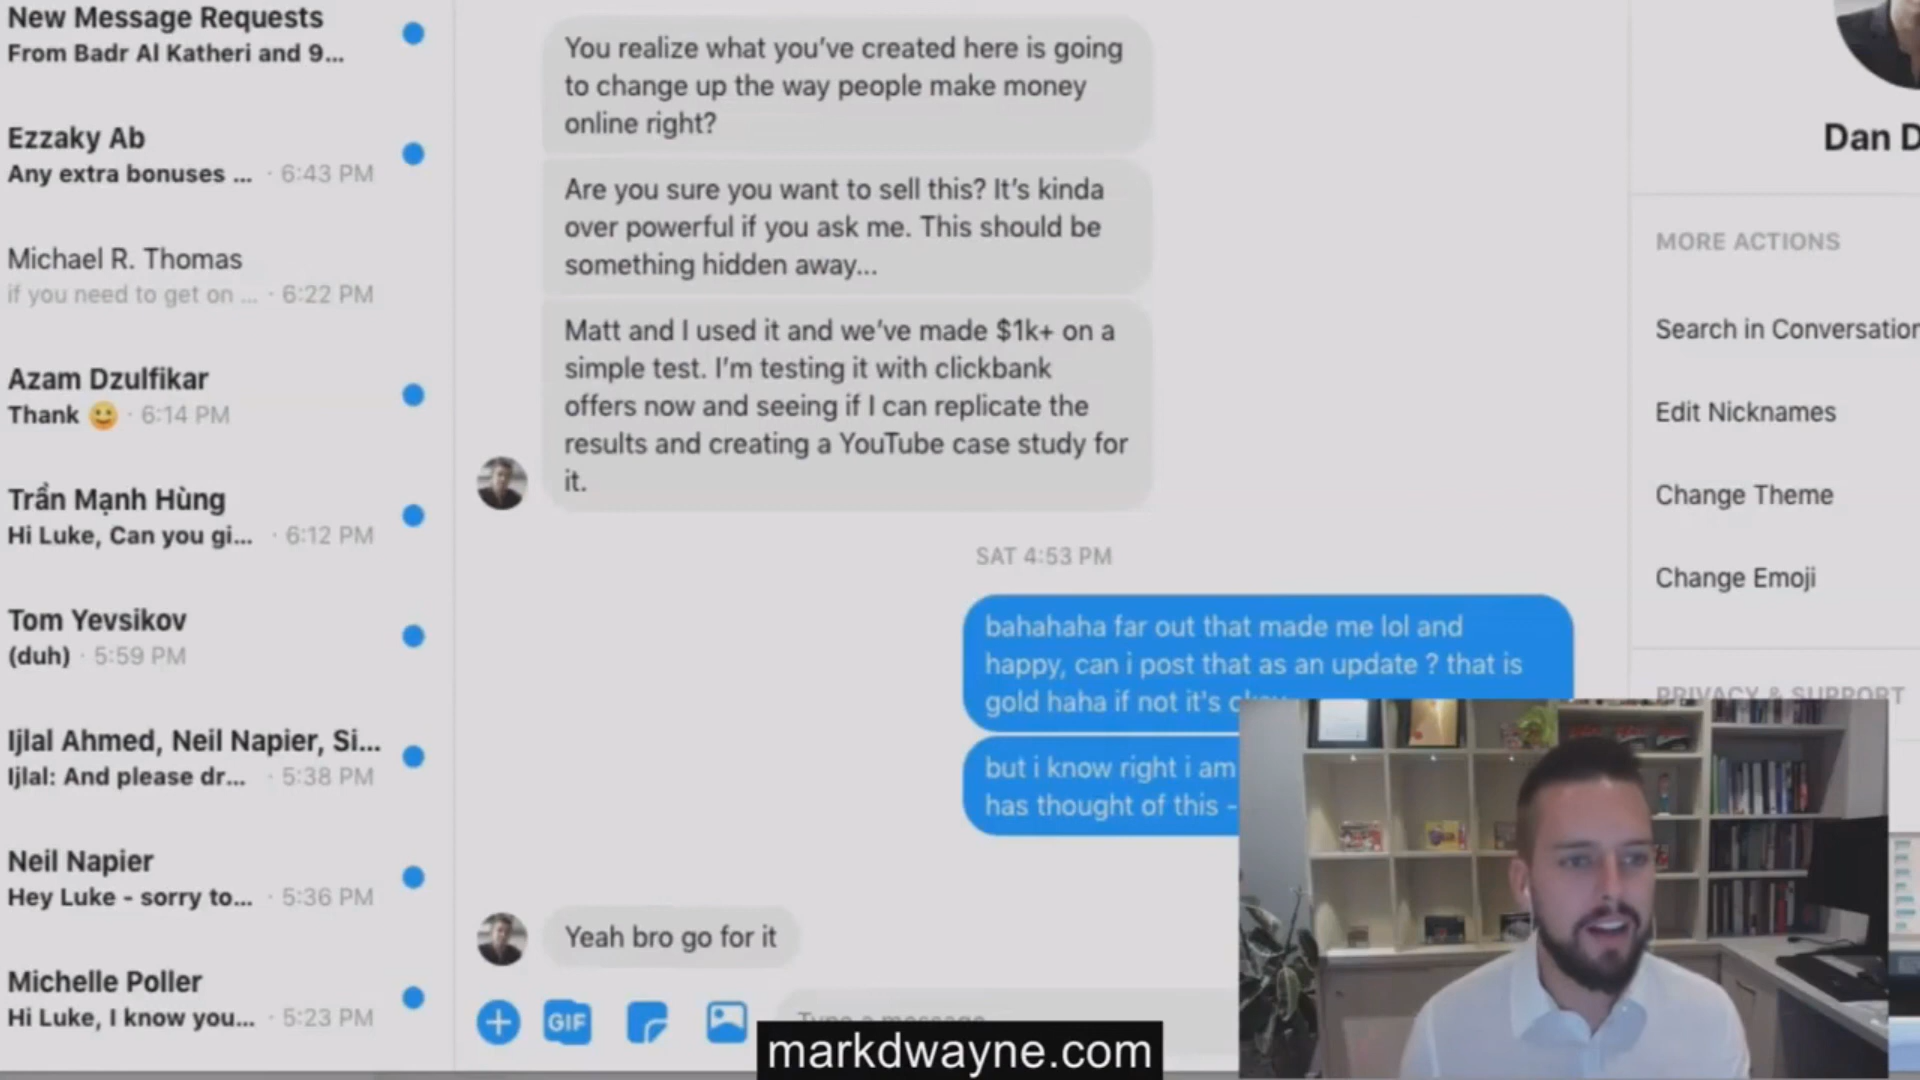 New Message Requests
From Badr Al Katheri and 9...
Ezzaky Ab
Any extra bonuses ... · 6:43 PM
Michael R. Thomas
if you need to get on ... · 6:22 PM
Azam Dzulfikar
Thank 🙂 · 6:14 PM
Trần Mạnh Hùng
Hi Luke, Can you gi... · 6:12 PM
Tom Yevsikov
(duh) · 5:59 PM
Ijlal Ahmed, Neil Napier, Si...
Ijlal: And please dr... · 5:38 PM
Neil Napier
Hey Luke - sorry to... · 5:36 PM
Michelle Poller
Hi Luke, I know you... · 5:23 PM
You realize what you've created here is going
to change up the way people make money
online right?
Are you sure you want to sell this? It's kinda
over powerful if you ask me. This should be
something hidden away...
Matt and I used it and we've made $1k+ on a
simple test. I'm testing it with clickbank
offers now and seeing if I can replicate the
results and creating a YouTube case study for
it.
SAT 4:53 PM
bahahaha far out that made me lol and
happy, can i post that as an update ? that is
gold haha if not it's
but i know right i am
has thought of this -
Yeah bro go for it
GIF
Type a message
markdwayne.com
Dan D
MORE ACTIONS
Search in Conversation
Edit Nicknames
Change Theme
Change Emoji
PRIVACY & SUPPORT